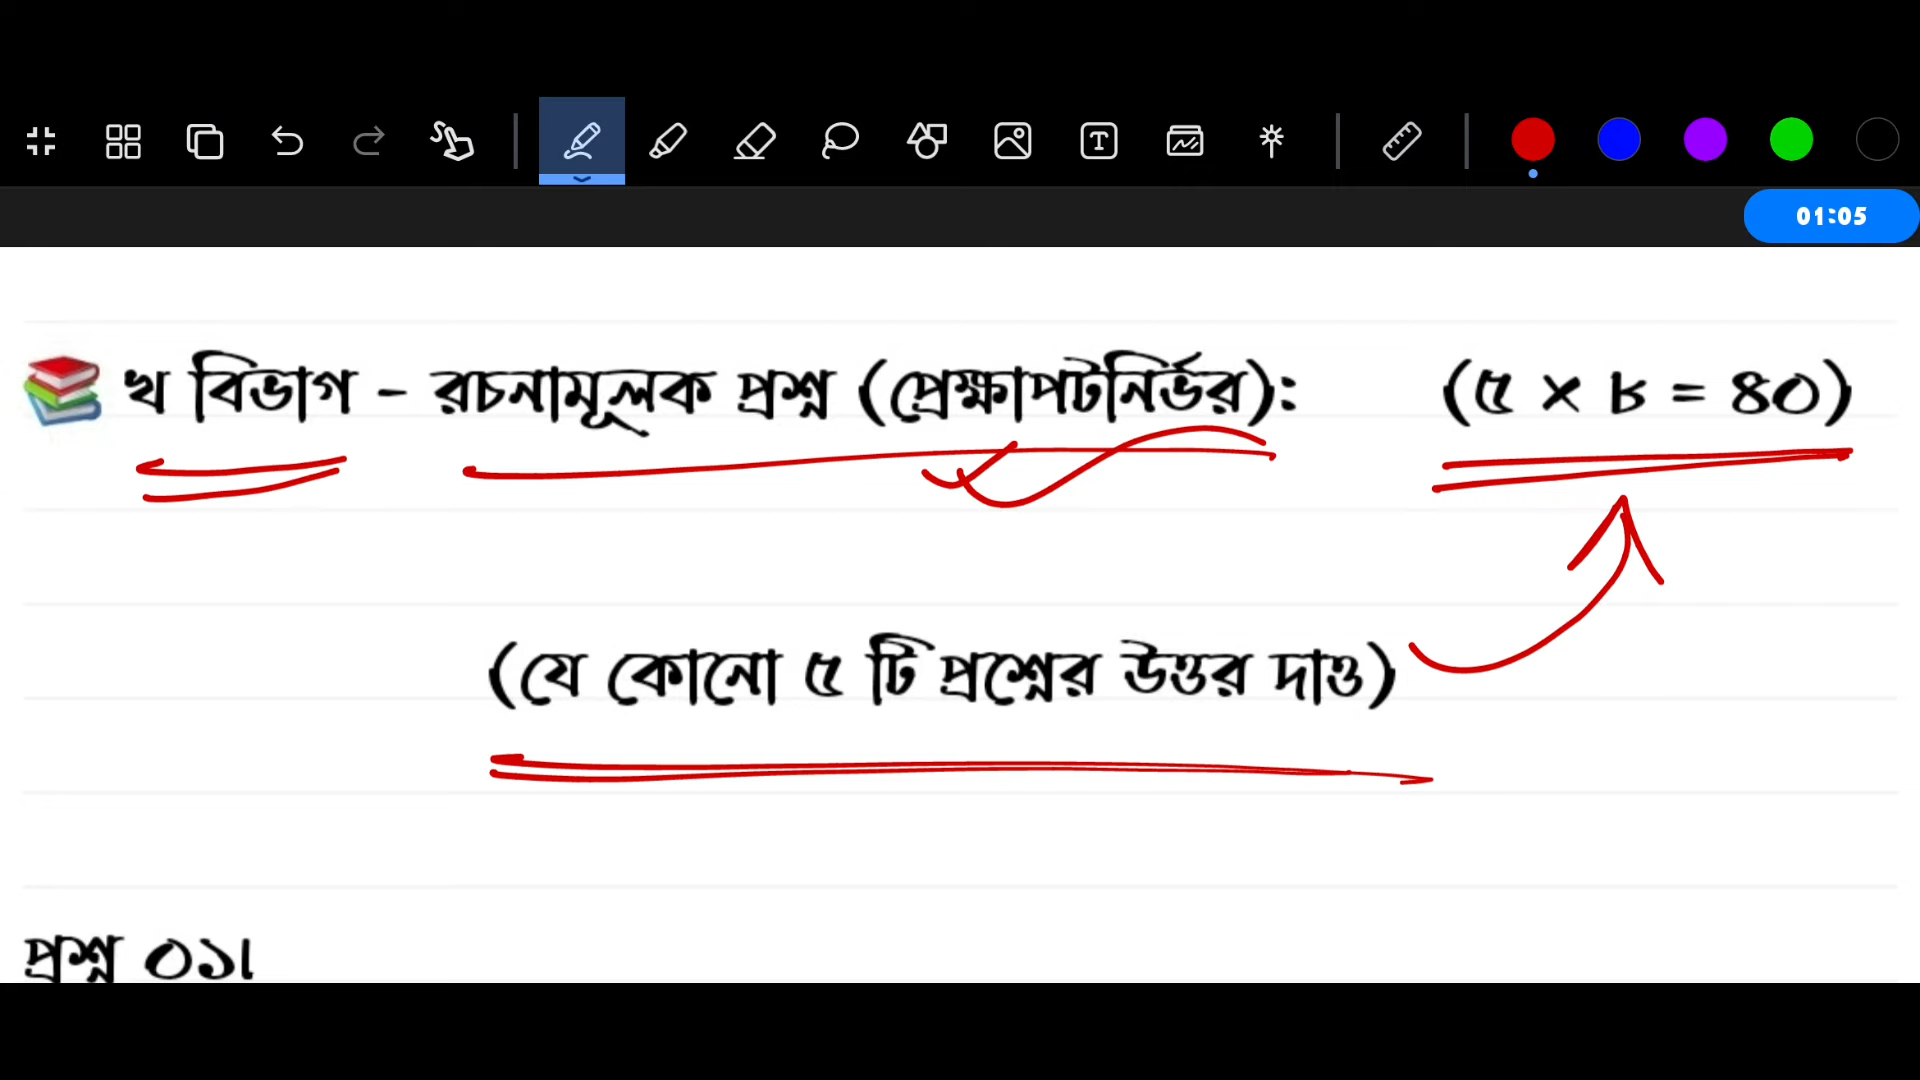 01:05
খ বিভাগ - রচনামূলক প্রশ্ন (প্রেক্ষাপটনির্ভর): (৫ × ৮ = ৪০)
(যে কোনো ৫ টি প্রশ্নের উত্তর দাও)
প্রশ্ন ০১।